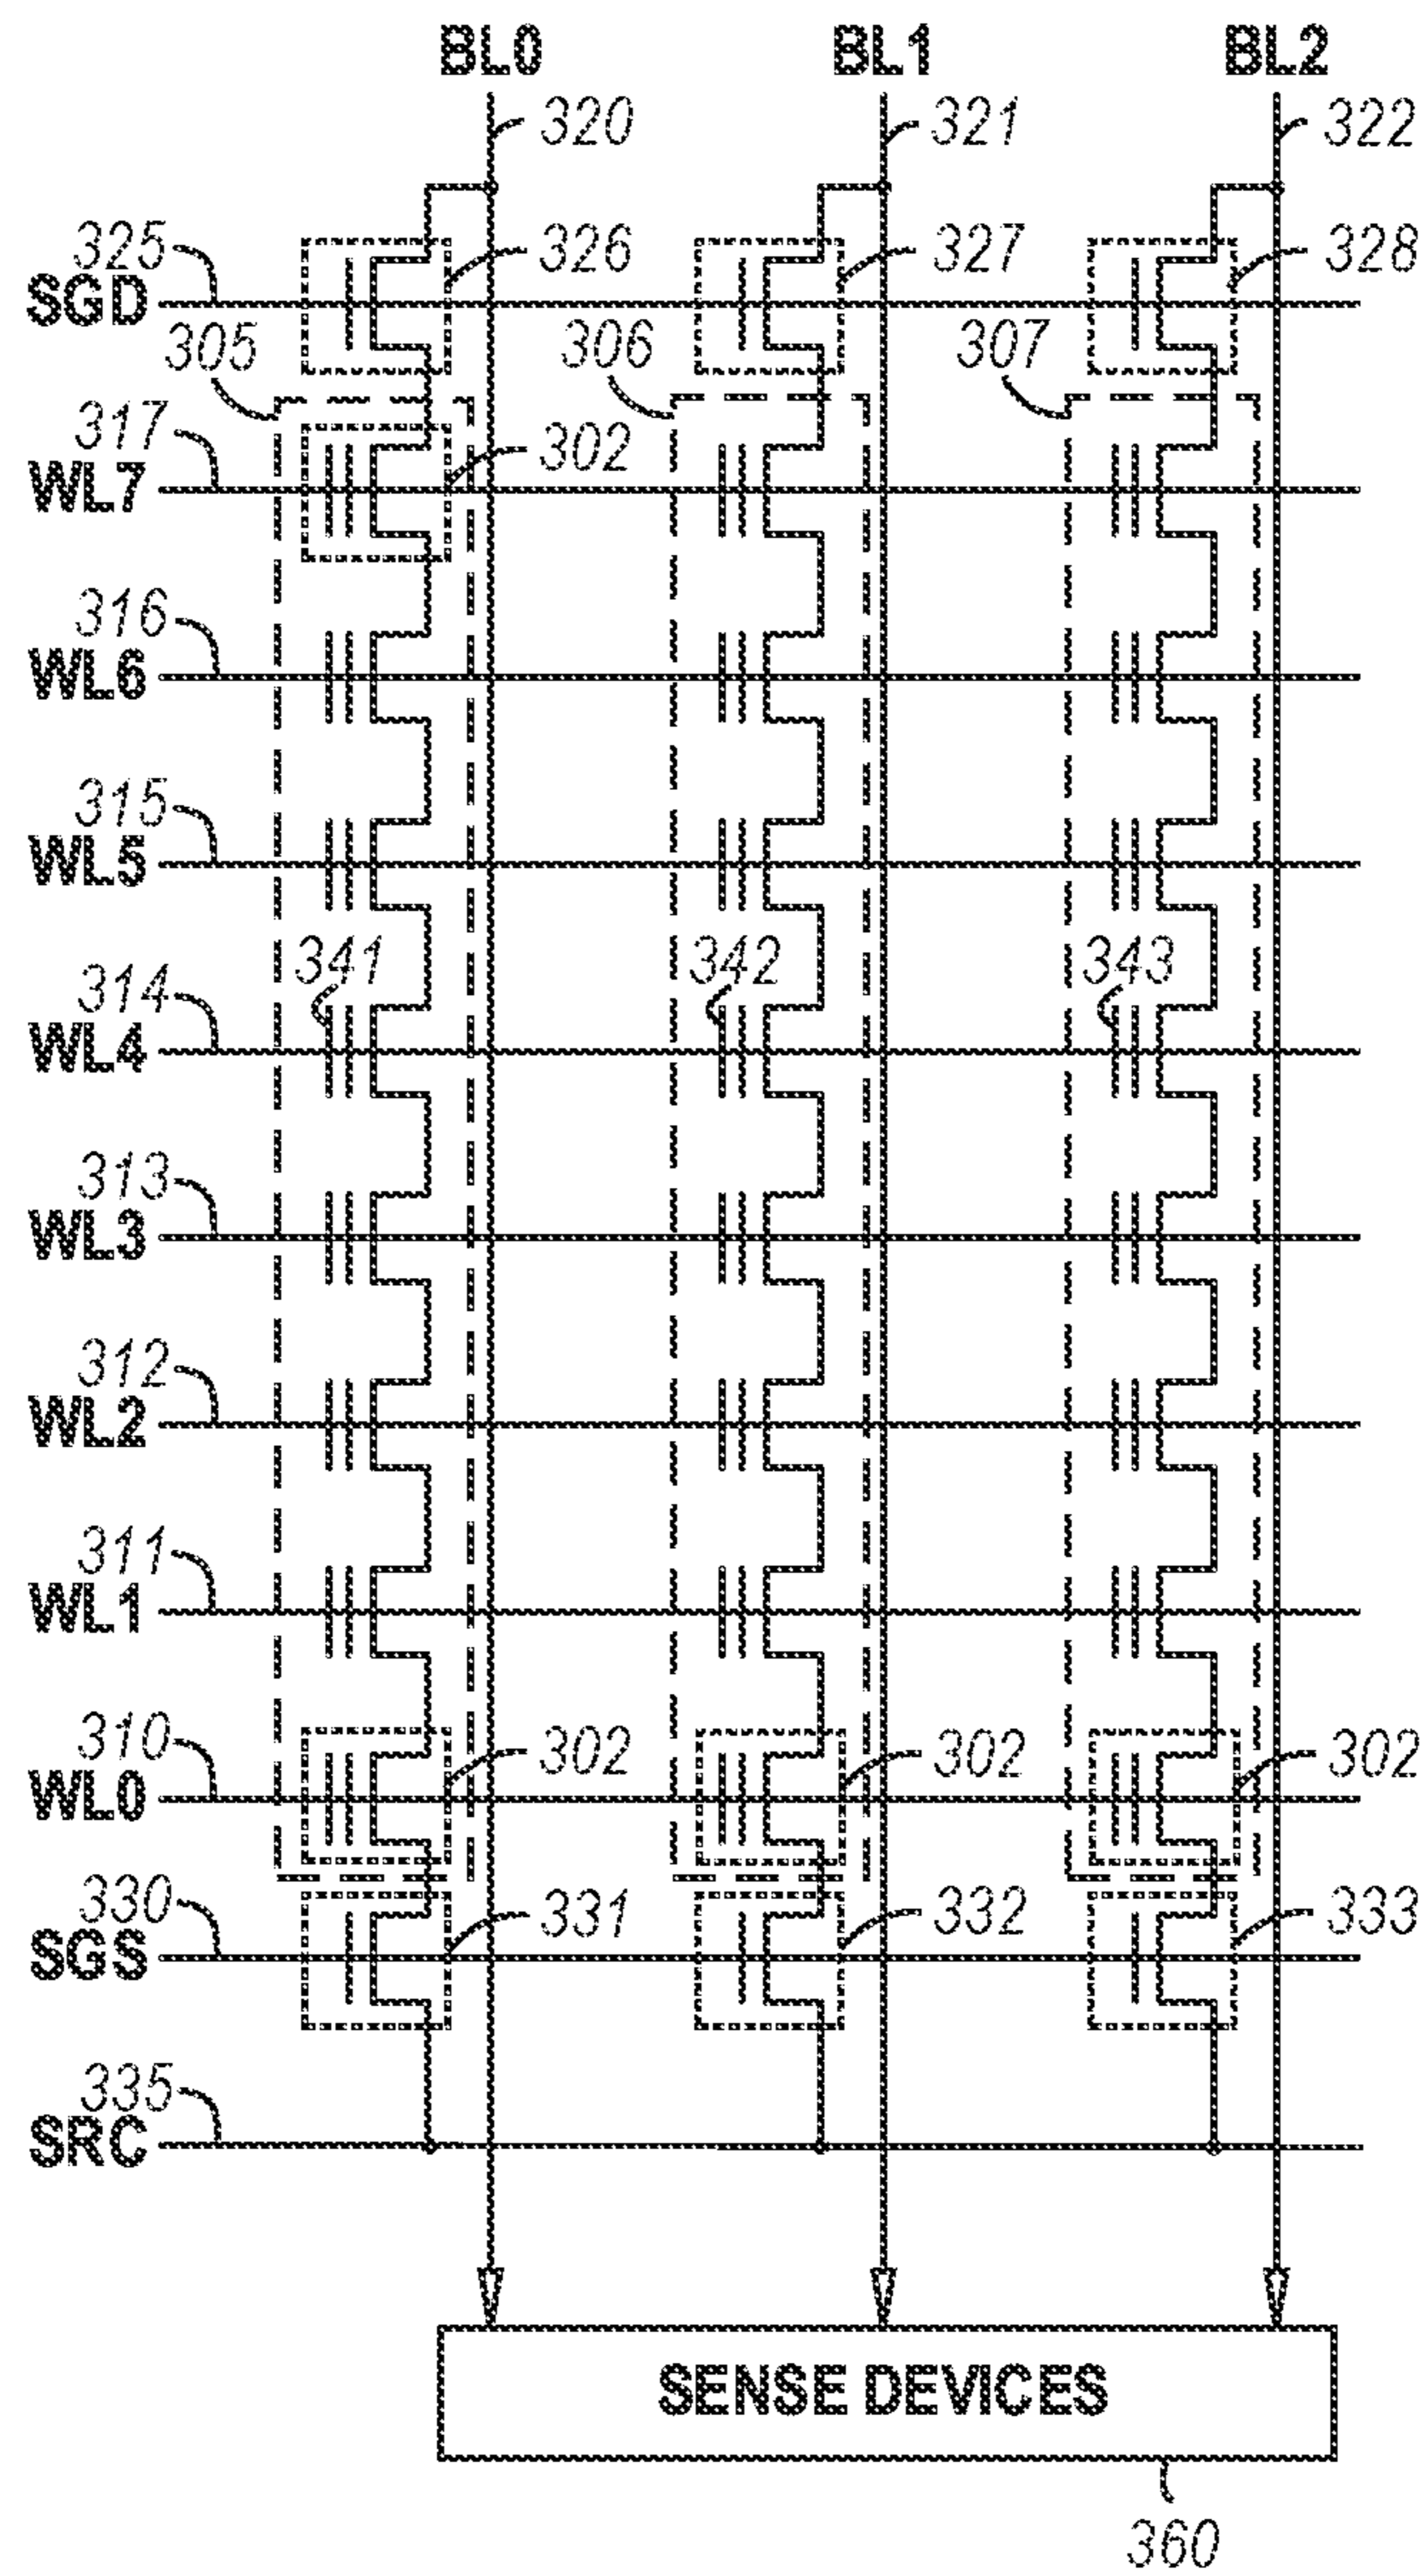 BL0 BL1 BL2
320 321 322
325 326 327 328
SGD
305 306 307
317 302
WL7
316
WL6
315
WL5
341 342 343
314
WL4
313
WL3
312
WL2
311
WL1
310 302 302 302
WL0
330 331 332 333
SGS
335
SRC
SENSE DEVICES
360